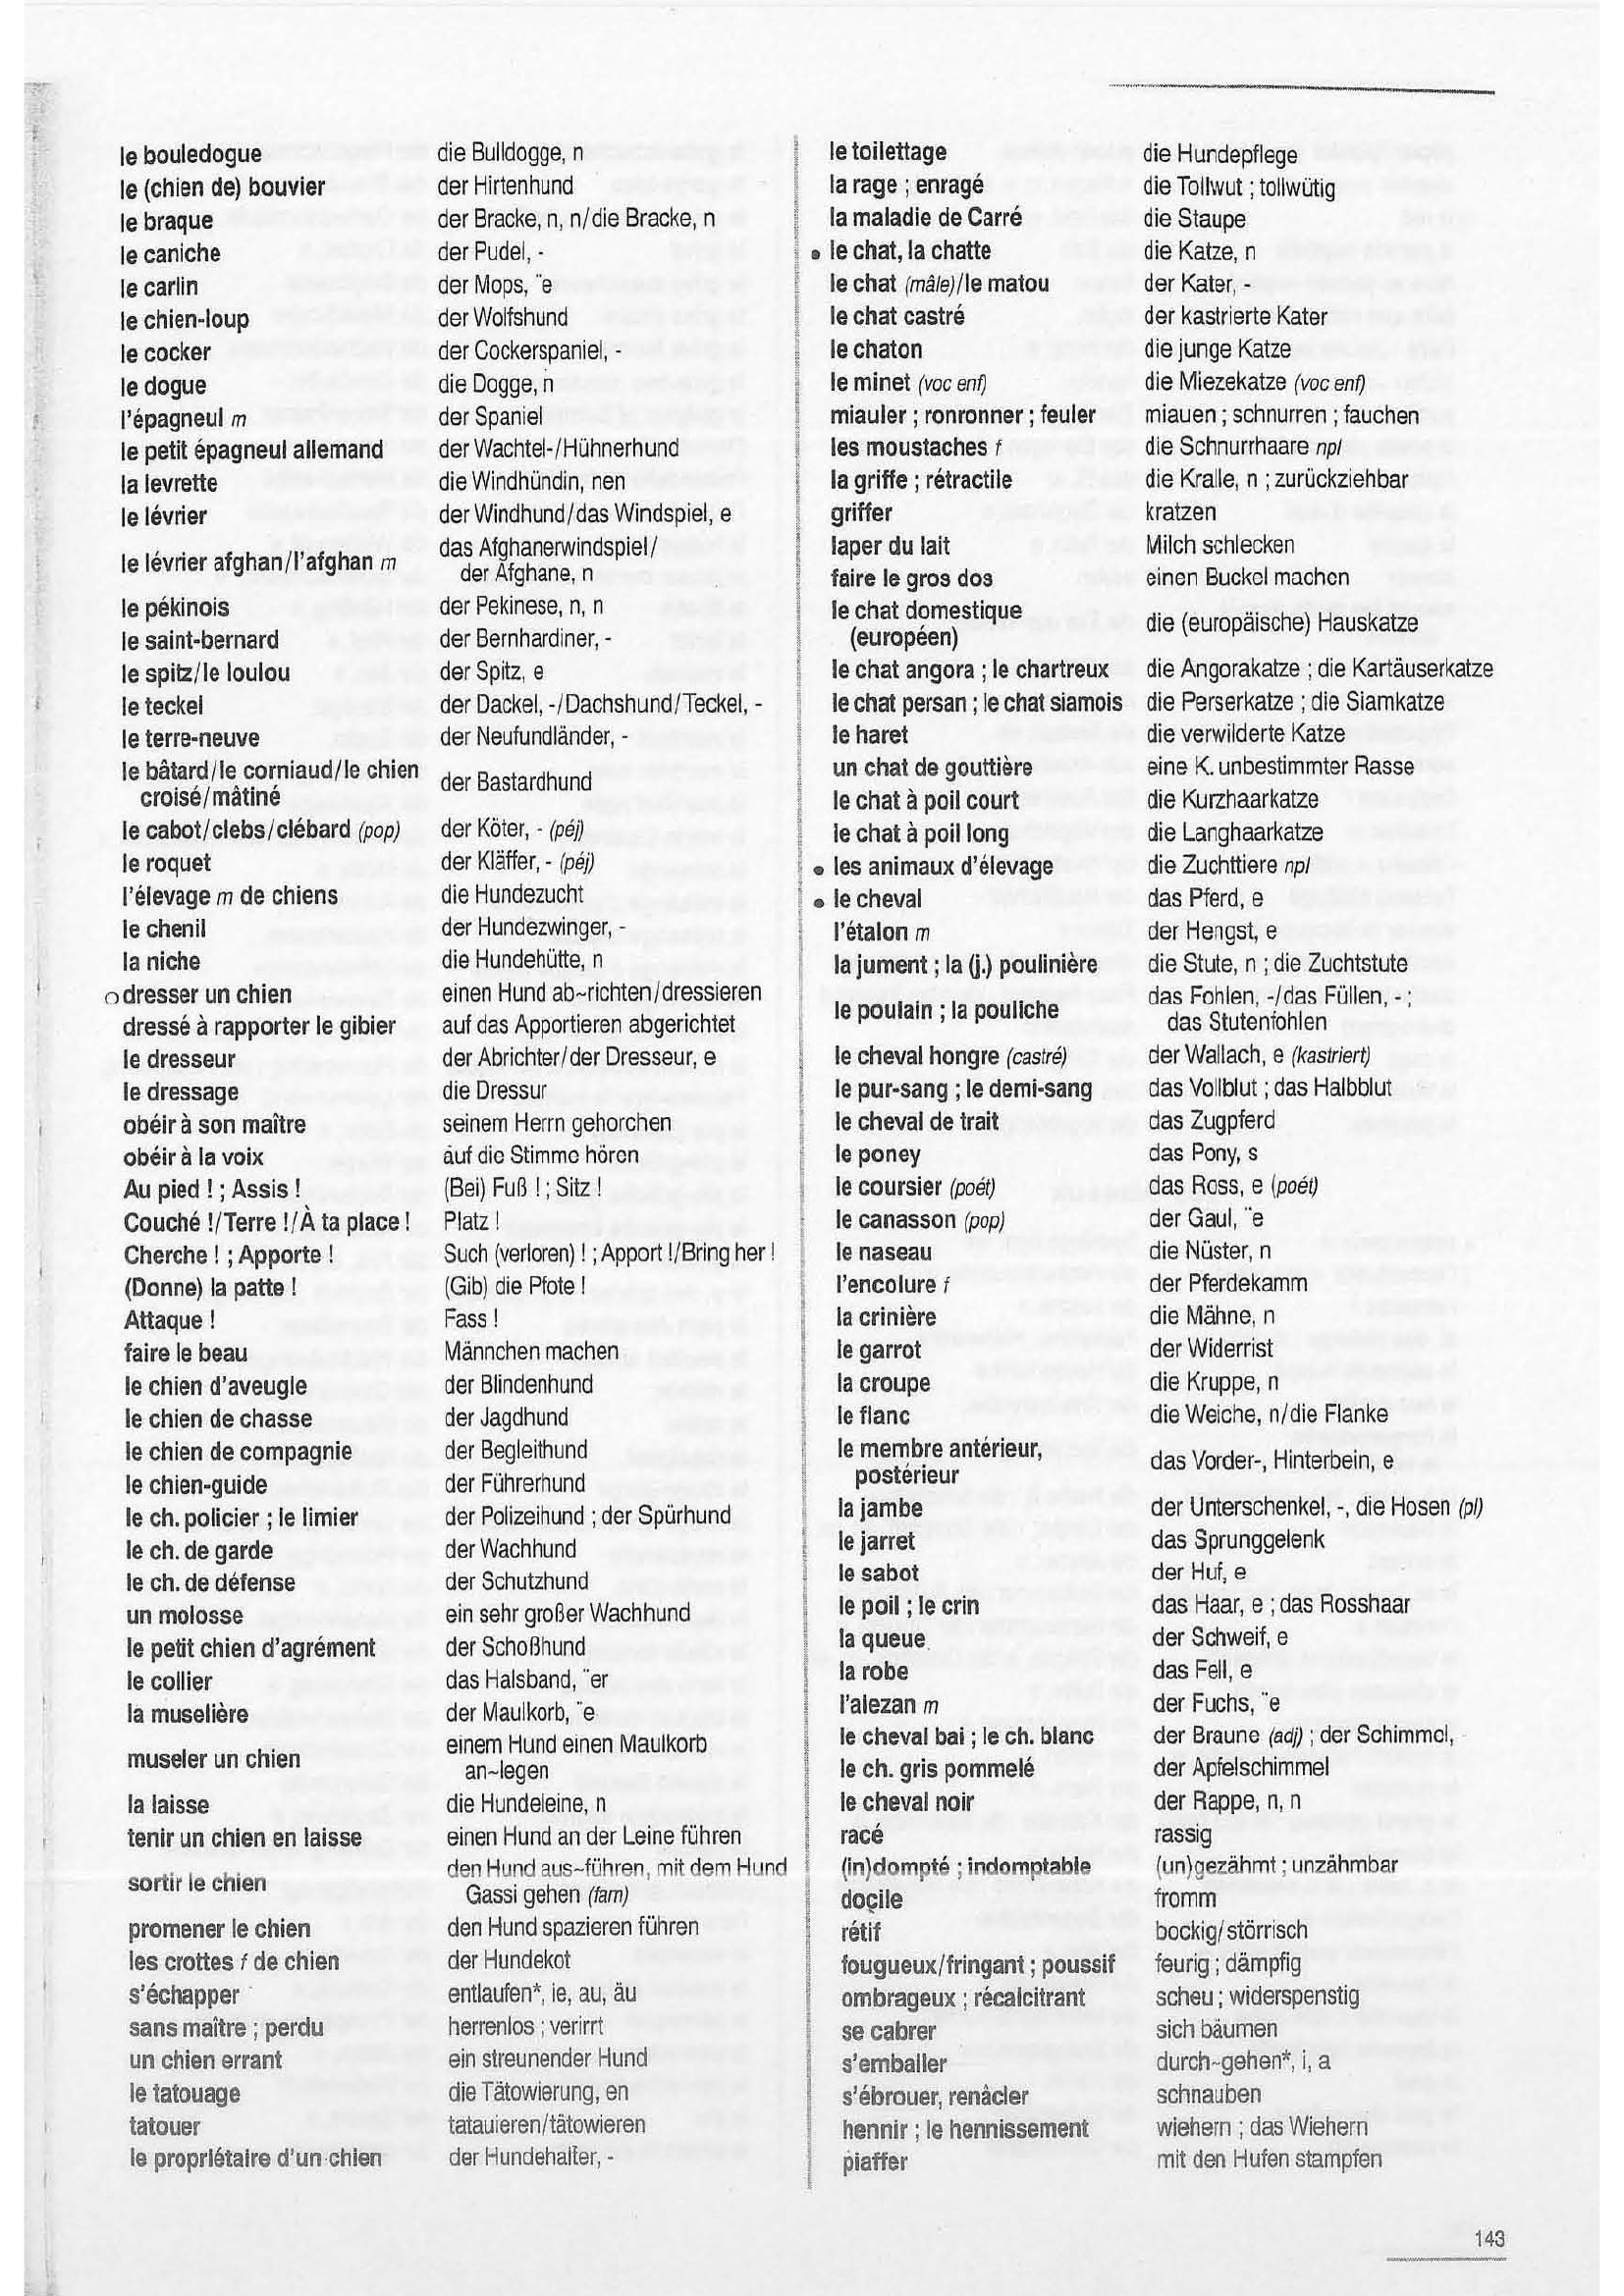 le bouledogue die Bulldogge, n
le (chien de) bouvier der Hirtenhund
le braque der Bracke, n, n/die Bracke, n
le caniche der Pudel, -
le carlin der Mops, ¨e
le chien-loup der Wolfshund
le cocker der Cockerspaniel, -
le dogue die Dogge, n
l'épagneul m der Spaniel
le petit épagneul allemand der Wachtel-/Hühnerhund
la levrette die Windhündin, nen
le lévrier der Windhund/das Windspiel, e
le lévrier afghan/l'afghan m das Afghanerwindspiel/
der Afghane, n
le pékinois der Pekinese, n, n
le saint-bernard der Bernhardiner, -
le spitz/le loulou der Spitz, e
le teckel der Dackel, -/Dachshund/Teckel, -
le terre-neuve der Neufundländer, -
le bâtard/le corniaud/le chien
croisé/mâtiné der Bastardhund
le cabot/clebs/clébard (pop) der Köter, - (péj)
le roquet der Kläffer, - (péj)
l'élevage m de chiens die Hundezucht
le chenil der Hundezwinger, -
la niche die Hundehütte, n
○ dresser un chien einen Hund ab~richten/dressieren
dressé à rapporter le gibier auf das Apportieren abgerichtet
le dresseur der Abrichter/der Dresseur, e
le dressage die Dressur
obéir à son maître seinem Herrn gehorchen
obéir à la voix auf die Stimme hören
Au pied ! ; Assis ! (Bei) Fuß ! ; Sitz !
Couché !/Terre !/À ta place ! Platz !
Cherche ! ; Apporte ! Such (verloren) ! ; Apport !/Bring her !
(Donne) la patte ! (Gib) die Pfote !
Attaque ! Fass !
faire le beau Männchen machen
le chien d'aveugle der Blindenhund
le chien de chasse der Jagdhund
le chien de compagnie der Begleithund
le chien-guide der Führerhund
le ch. policier ; le limier der Polizeihund ; der Spürhund
le ch. de garde der Wachhund
le ch. de défense der Schutzhund
un molosse ein sehr großer Wachhund
le petit chien d'agrément der Schoßhund
le collier das Halsband, ¨er
la muselière der Maulkorb, ¨e
museler un chien einem Hund einen Maulkorb
an~legen
la laisse die Hundeleine, n
tenir un chien en laisse einen Hund an der Leine führen
sortir le chien den Hund aus~führen, mit dem Hund
Gassi gehen (fam)
promener le chien den Hund spazieren führen
les crottes f de chien der Hundekot
s'échapper entlaufen*, ie, au, äu
sans maître ; perdu herrenlos ; verirrt
un chien errant ein streunender Hund
le tatouage die Tätowierung, en
tatouer tatauieren/tätowieren
le propriétaire d'un chien der Hundehalter, -
le toilettage die Hundepflege
la rage ; enragé die Tollwut ; tollwütig
la maladie de Carré die Staupe
• le chat, la chatte die Katze, n
le chat (mâle)/le matou der Kater, -
le chat castré der kastrierte Kater
le chaton die junge Katze
le minet (voc enf) die Miezekatze (voc enf)
miauler ; ronronner ; feuler miauen ; schnurren ; fauchen
les moustaches f die Schnurrhaare npl
la griffe ; rétractile die Kralle, n ; zurückziehbar
griffer kratzen
laper du lait Milch schlecken
faire le gros dos einen Buckel machen
le chat domestique
(européen) die (europäische) Hauskatze
le chat angora ; le chartreux die Angorakatze ; die Kartäuserkatze
le chat persan ; le chat siamois die Perserkatze ; die Siamkatze
le haret die verwilderte Katze
un chat de gouttière eine K. unbestimmter Rasse
le chat à poil court die Kurzhaarkatze
le chat à poil long die Langhaarkatze
• les animaux d'élevage die Zuchttiere npl
• le cheval das Pferd, e
l'étalon m der Hengst, e
la jument ; la (j.) poulinière die Stute, n ; die Zuchtstute
le poulain ; la pouliche das Fohlen, -/das Füllen, - ;
das Stutenfohlen
le cheval hongre (castré) der Wallach, e (kastriert)
le pur-sang ; le demi-sang das Vollblut ; das Halbblut
le cheval de trait das Zugpferd
le poney das Pony, s
le coursier (poét) das Ross, e (poét)
le canasson (pop) der Gaul, ¨e
le naseau die Nüster, n
l'encolure f der Pferdekamm
la crinière die Mähne, n
le garrot der Widerrist
la croupe die Kruppe, n
le flanc die Weiche, n/die Flanke
le membre antérieur,
postérieur das Vorder-, Hinterbein, e
la jambe der Unterschenkel, -, die Hosen (pl)
le jarret das Sprunggelenk
le sabot der Huf, e
le poil ; le crin das Haar, e ; das Rosshaar
la queue der Schweif, e
la robe das Fell, e
l'alezan m der Fuchs, ¨e
le cheval bai ; le ch. blanc der Braune (adj) ; der Schimmel, -
le ch. gris pommelé der Apfelschimmel
le cheval noir der Rappe, n, n
racé rassig
(in)dompté ; indomptable (un)gezähmt ; unzähmbar
doçile fromm
rétif bockig/störrisch
fougueux/fringant ; poussif feurig ; dämpfig
ombrageux ; récalcitrant scheu ; widerspenstig
se cabrer sich bäumen
s'emballer durch~gehen*, i, a
s'ébrouer, renâcler schnauben
hennir ; le hennissement wiehern ; das Wiehern
piaffer mit den Hufen stampfen
143